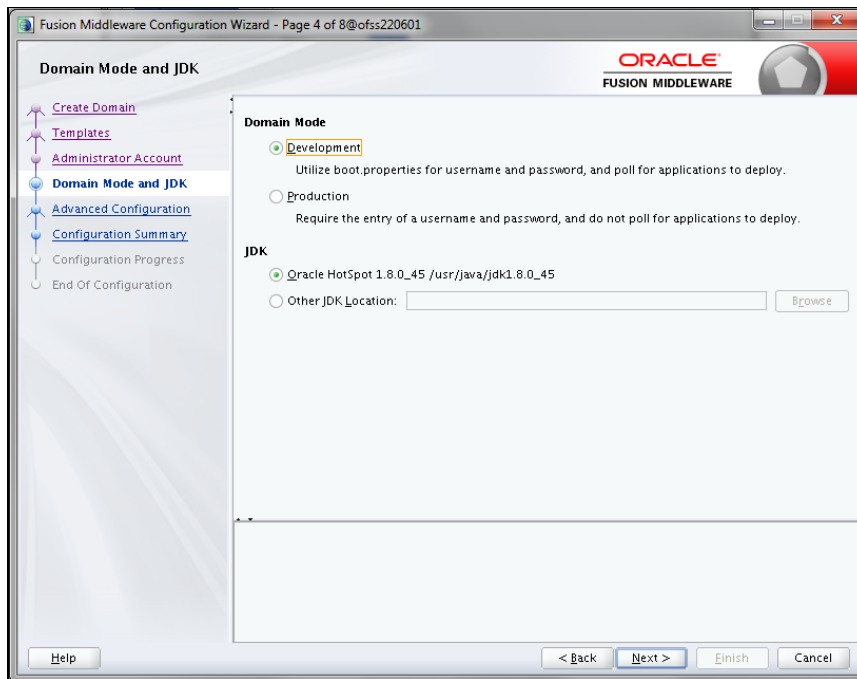 Fusion Middleware Configuration Wizard - Page 4 of 8@ofss220601
Domain Mode and JDK
ORACLE
FUSION MIDDLEWARE
Create Domain
Templates
Administrator Account
Domain Mode and JDK
Advanced Configuration
Configuration Summary
Configuration Progress
End Of Configuration
Domain Mode
Development
Utilize boot.properties for username and password, and poll for applications to deploy.
Production
Require the entry of a username and password, and do not poll for applications to deploy.
JDK
Oracle HotSpot 1.8.0_45 /usr/java/jdk1.8.0_45
Other JDK Location:
Browse
Help
< Back
Next >
Finish
Cancel